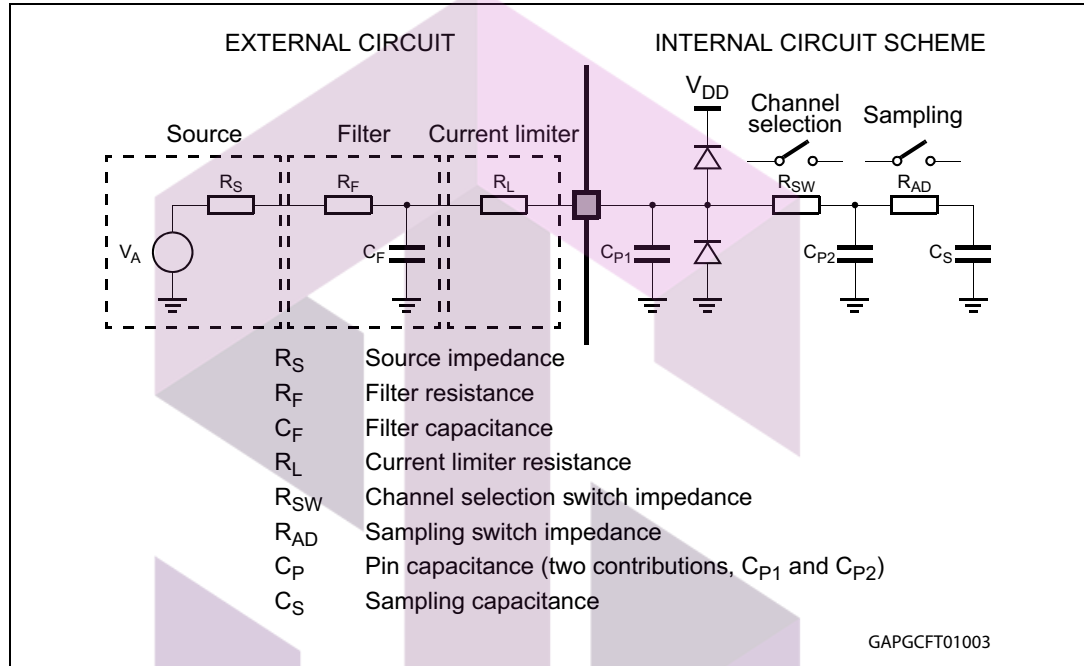 EXTERNAL CIRCUIT
INTERNAL CIRCUIT SCHEME
Source
Filter
Current limiter
VDD
Channel
selection
Sampling
RS
RF
RL
RSW
RAD
VA
CF
CP1
CP2
CS
RS Source impedance
RF Filter resistance
CF Filter capacitance
RL Current limiter resistance
RSW Channel selection switch impedance
RAD Sampling switch impedance
CP Pin capacitance (two contributions, CP1 and CP2)
CS Sampling capacitance
GAPGCFT01003